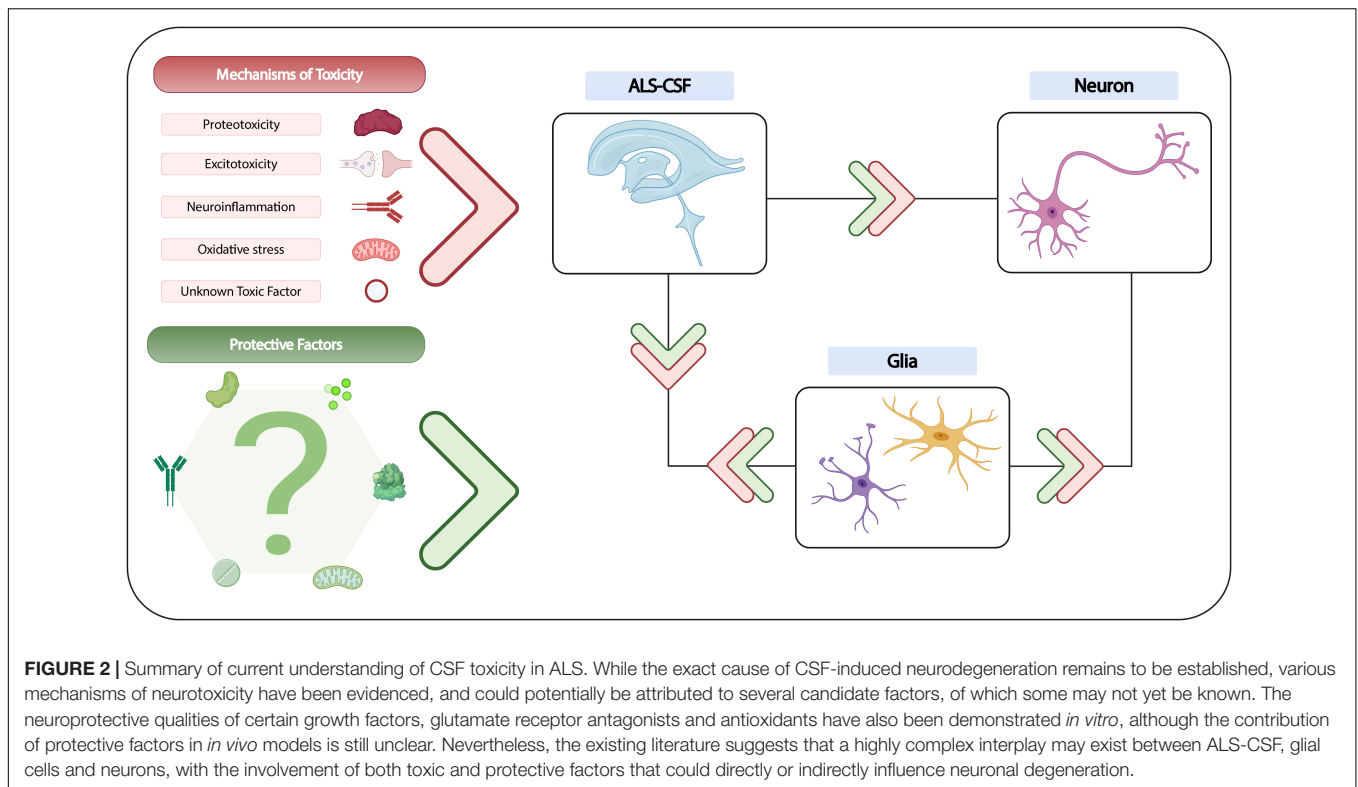 Mechanisms of Toxicity
Proteotoxicity
Excitotoxicity
Neuroinflammation
Oxidative stress
Unknown Toxic Factor
Protective Factors
?
ALS-CSF
Neuron
Glia
FIGURE 2 | Summary of current understanding of CSF toxicity in ALS. While the exact cause of CSF-induced neurodegeneration remains to be established, various
mechanisms of neurotoxicity have been evidenced, and could potentially be attributed to several candidate factors, of which some may not yet be known. The
neuroprotective qualities of certain growth factors, glutamate receptor antagonists and antioxidants have also been demonstrated in vitro, although the contribution
of protective factors in in vivo models is still unclear. Nevertheless, the existing literature suggests that a highly complex interplay may exist between ALS-CSF, glial
cells and neurons, with the involvement of both toxic and protective factors that could directly or indirectly influence neuronal degeneration.